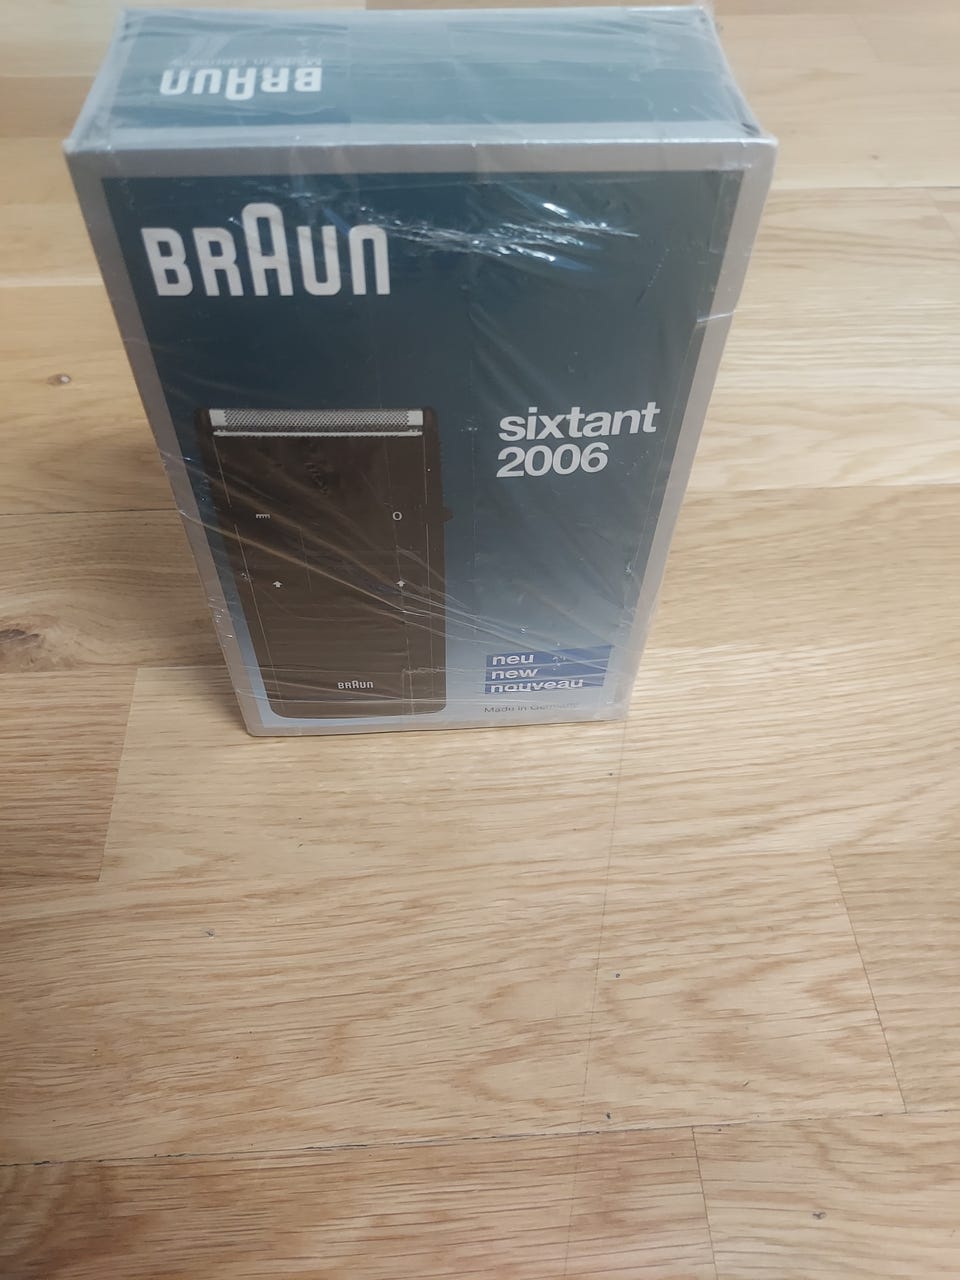 BRAUN
Made in Germany
BRAUN
sixtant
2006
BRAUN
neu
new
nouveau
Made in Germany